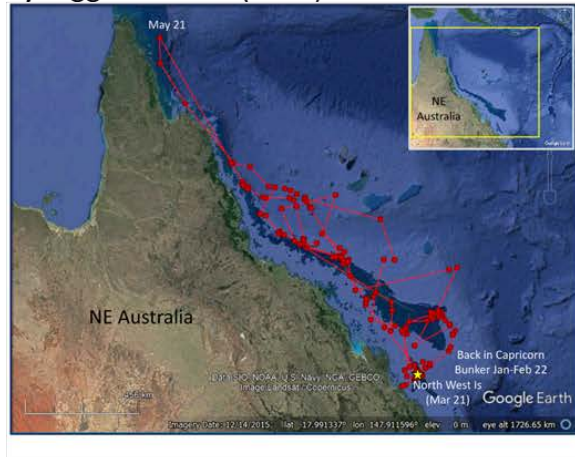 May 21
NE
Australia
NE Australia
Back in Capricorn
Bunker Jan-Feb 22
North West Is
(Mar 21)
Data SIO, NOAA, U.S. Navy, NGA, GEBCO
Image Landsat / Copernicus
Google Earth
456 km
Imagery Date: 12/14/2015 lat -17.991337° lon 147.911596° elev 0 m eye alt 1726.65 km